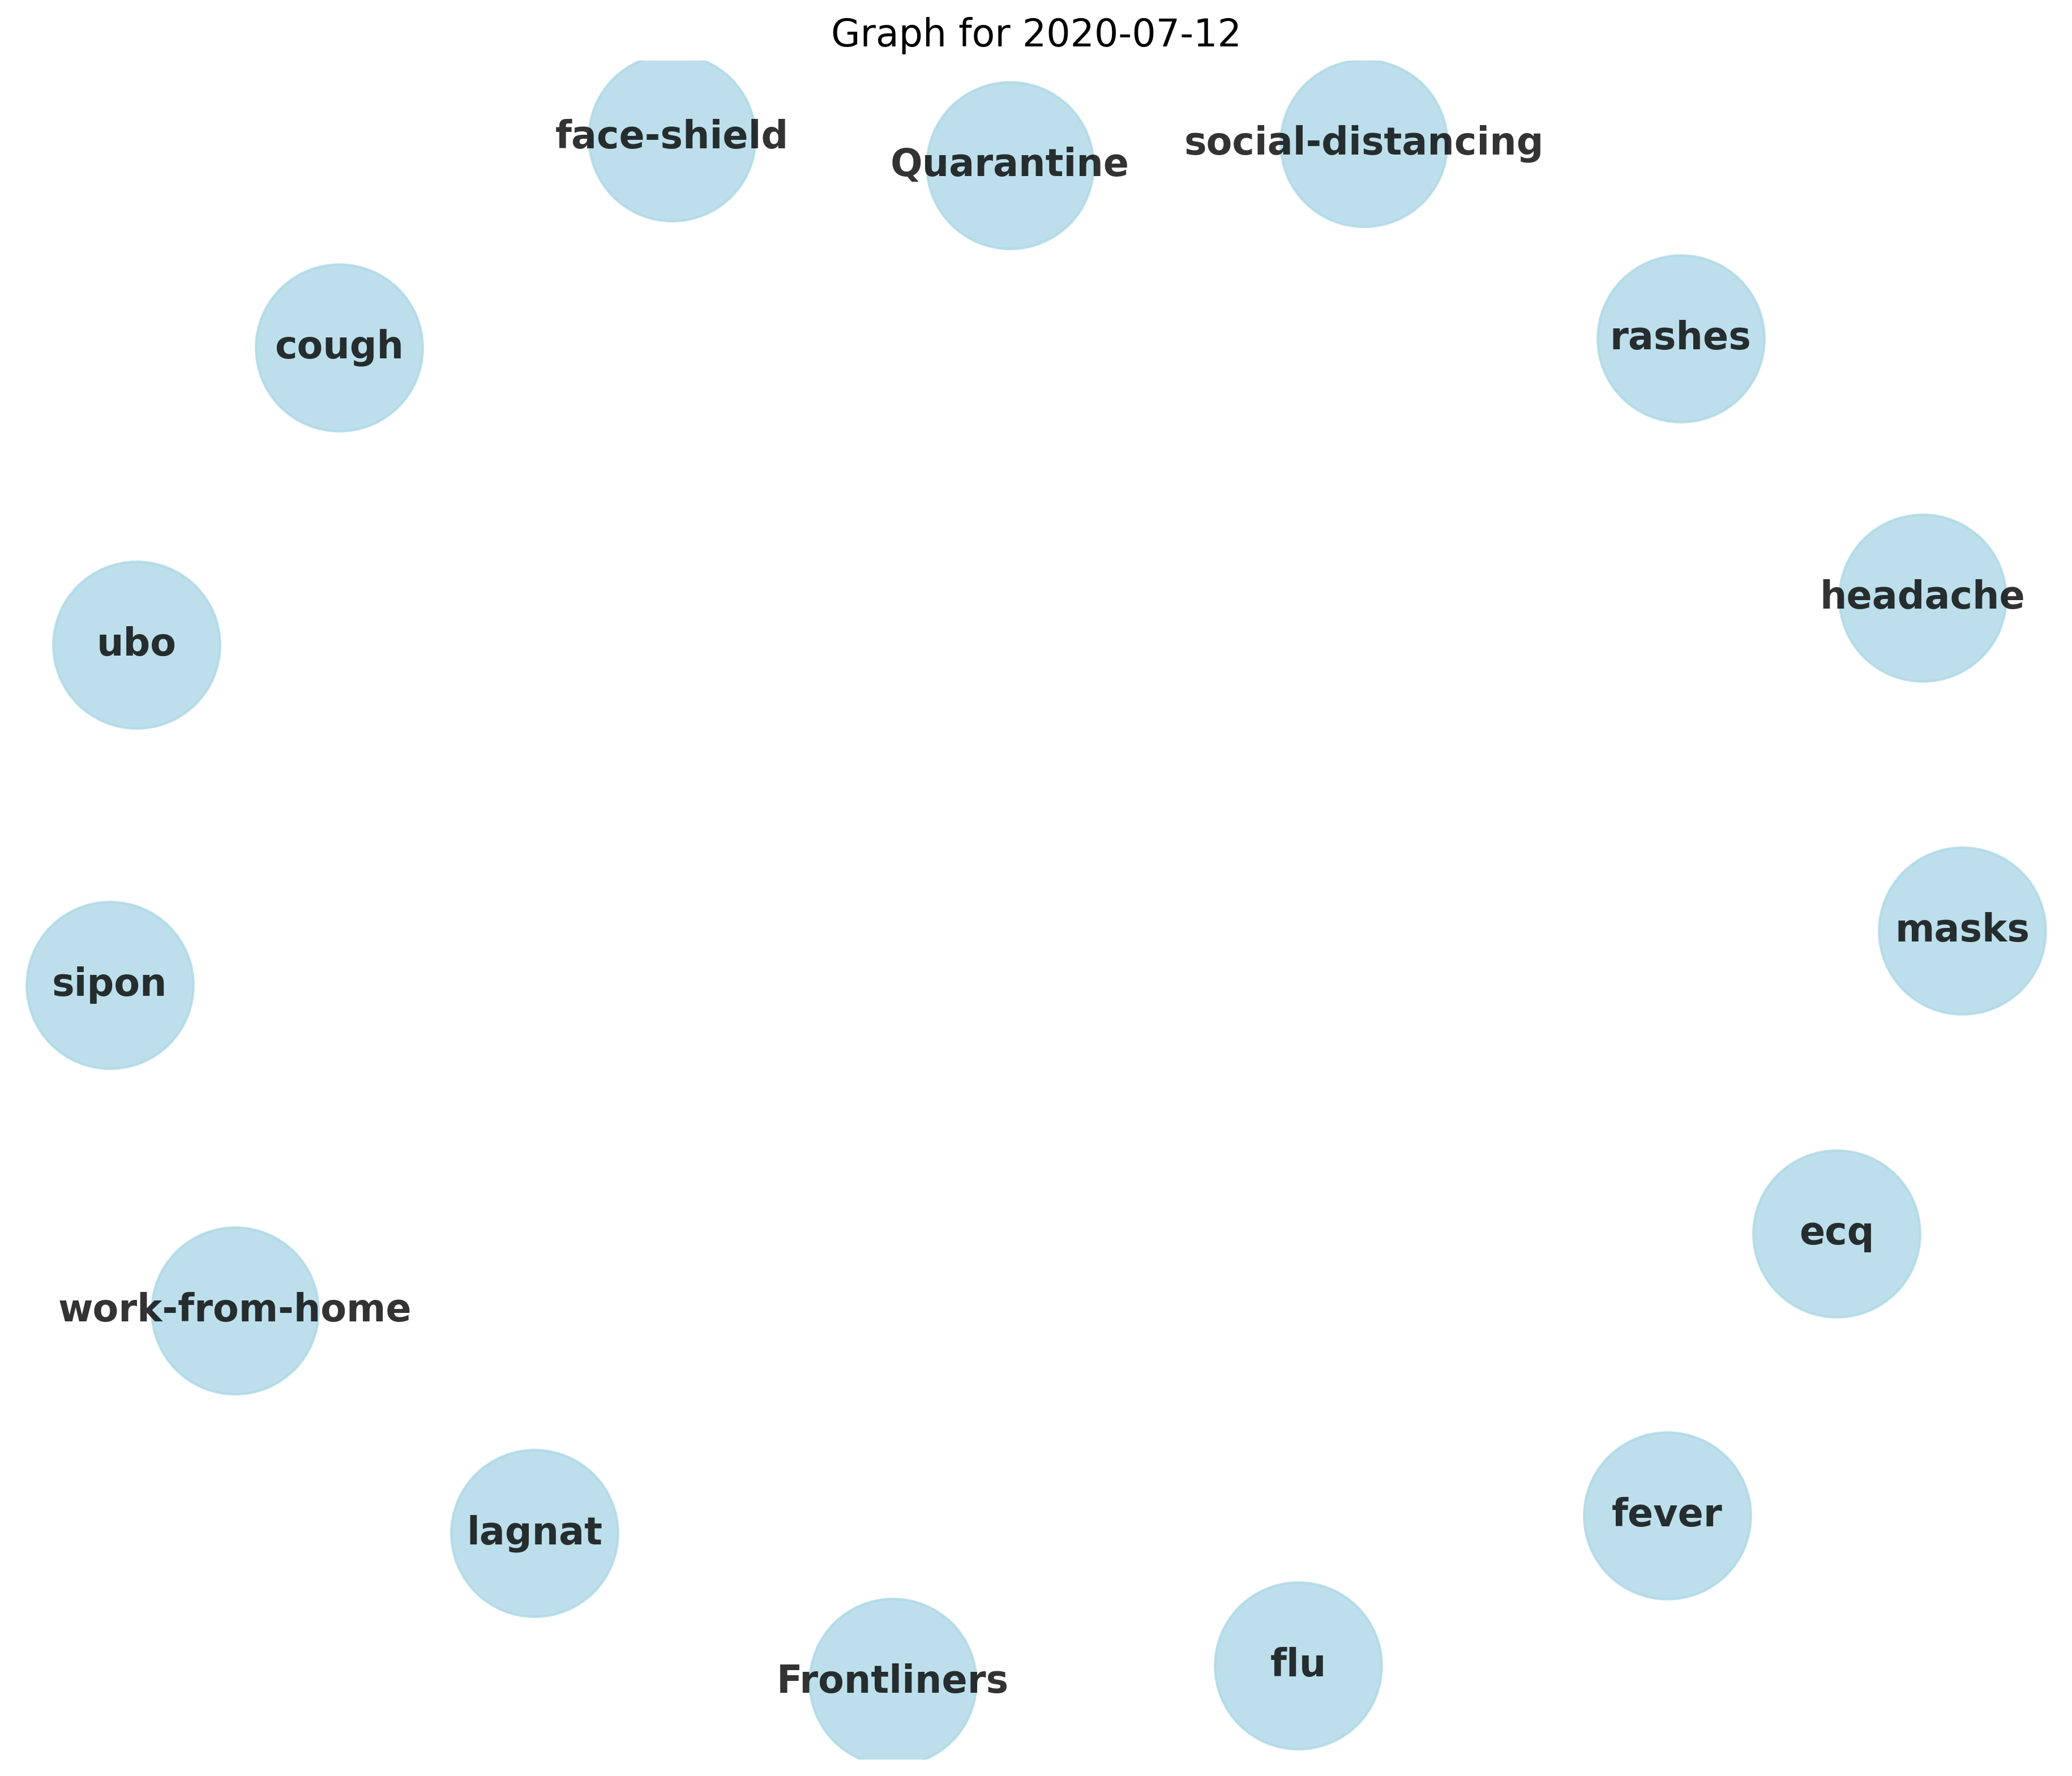 Graph for 2020-07-12
face-shield
Quarantine
social-distancing
cough
rashes
ubo
headache
sipon
masks
work-from-home
ecq
lagnat
fever
Frontliners
flu